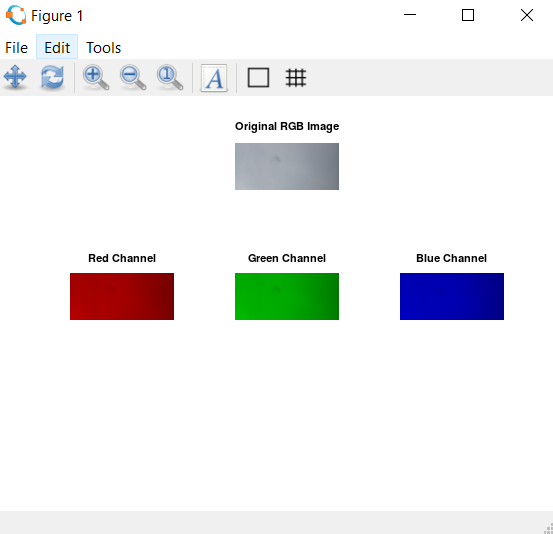 Figure 1
File Edit Tools
A
Original RGB Image
Red Channel Green Channel Blue Channel